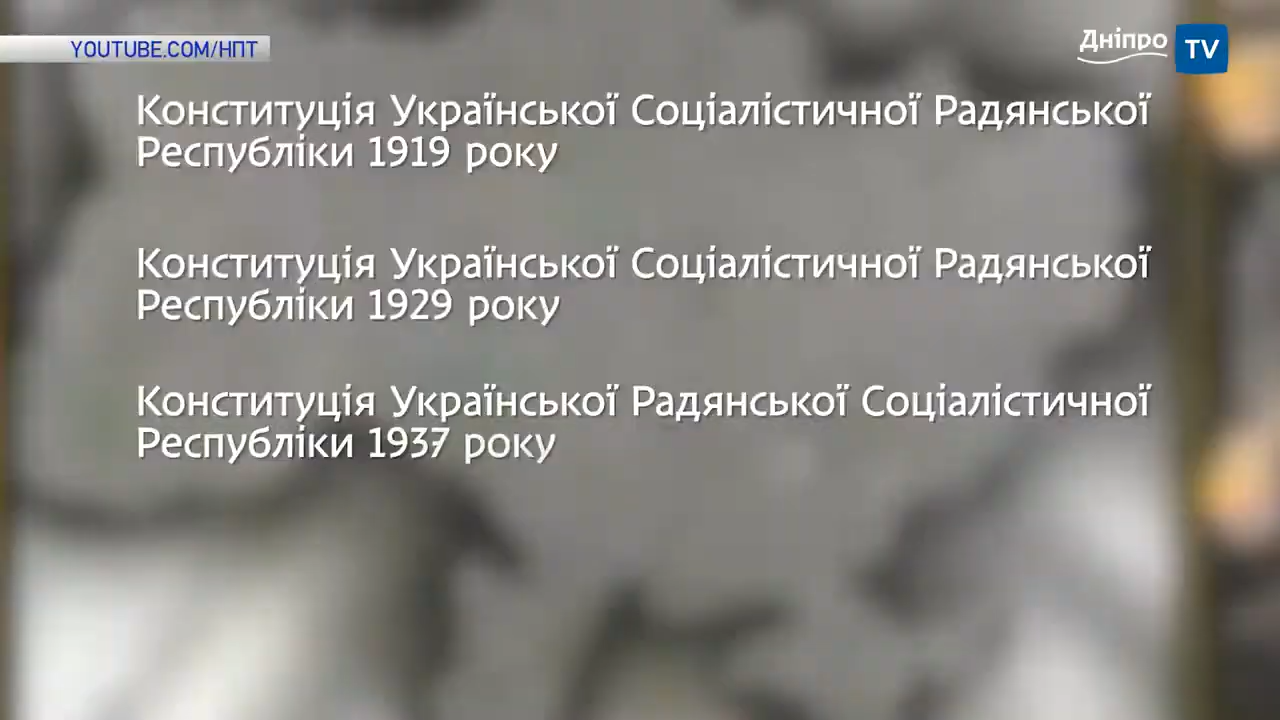 YOUTUBE.COM/НПТ
Дніпро TV
Конституція Української Соціалістичної Радянської
Республіки 1919 року
Конституція Української Соціалістичної Радянської
Республіки 1929 року
Конституція Української Радянської Соціалістичної
Республіки 1937 року